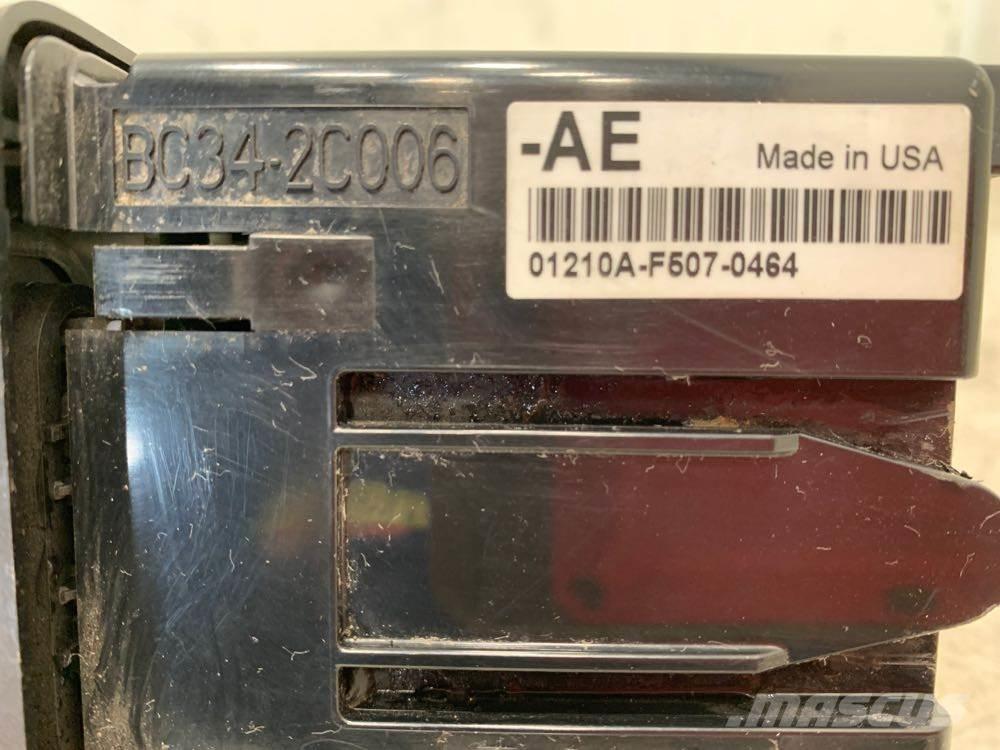 BC34-2C006
-AE
Made in USA
01210A-F507-0464
.MASCUS